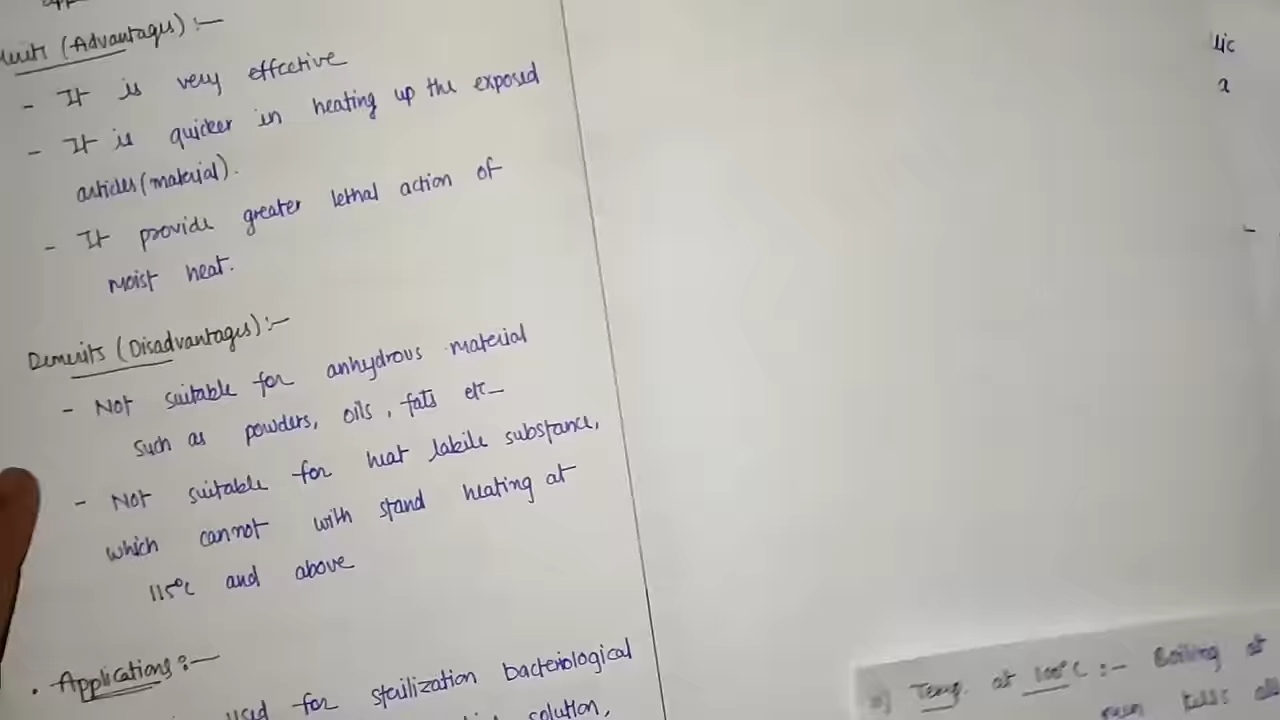 (Advantages) :-
- It is very effective
- It is quicker in heating up the exposed
articles (material).
- It provide greater lethal action of
moist heat.
Demerits (Disadvantages) :-
- Not suitable for anhydrous material
such as powders, oils, fats etc
- Not suitable for heat labile substance,
which cannot with stand heating at
115°c and above
• Applications :-
used for sterilization bacteriological
solution,
Temp. at 100°C :- Boiling at
kills